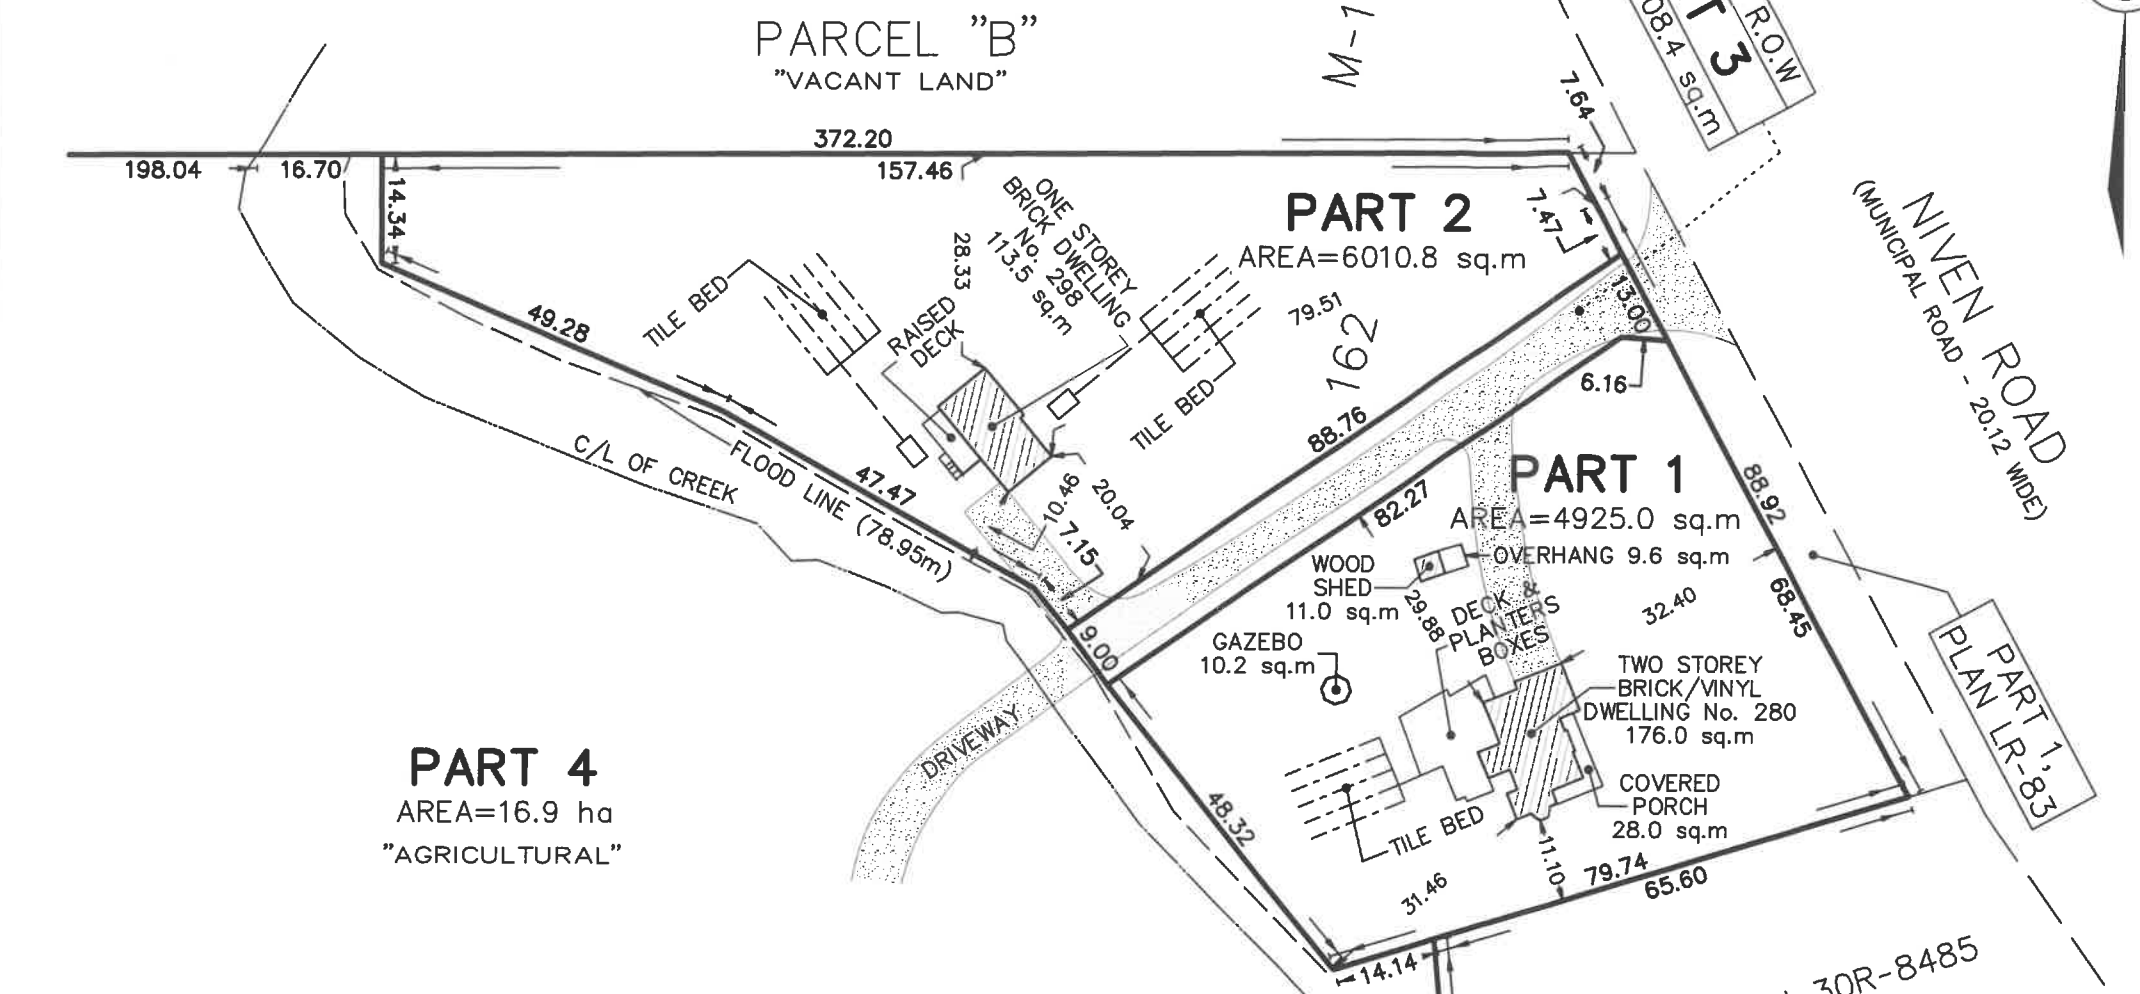 PARCEL "B"
"VACANT LAND"
M-1
T 3
08.4 sq.m
R.O.W
7.64
372.20
198.04
16.70
157.46
14.34
ONE STOREY
BRICK DWELLING
No. 298
113.5 sq.m
28.33
PART 2
AREA=6010.8 sq.m
7.47
NIVEN ROAD
(MUNICIPAL ROAD - 20.12 WIDE)
TILE BED
RAISED
DECK
49.28
79.51
162
13.00
TILE BED
6.16
88.76
C/L OF CREEK
FLOOD LINE (78.95m)
47.47
10.46
20.04
7.15
82.27
PART 1
AREA=4925.0 sq.m
88.92
68.45
WOOD
SHED
11.0 sq.m
OVERHANG 9.6 sq.m
29.88
DECK &
PLANTERS
BOXES
32.40
GAZEBO
10.2 sq.m
9.00
TWO STOREY
BRICK/VINYL
DWELLING No. 280
176.0 sq.m
PART 1,
PLAN LR-83
DRIVEWAY
PART 4
AREA=16.9 ha
"AGRICULTURAL"
48.32
TILE BED
COVERED
PORCH
28.0 sq.m
11.10
31.46
79.74
65.60
14.14
30R-8485